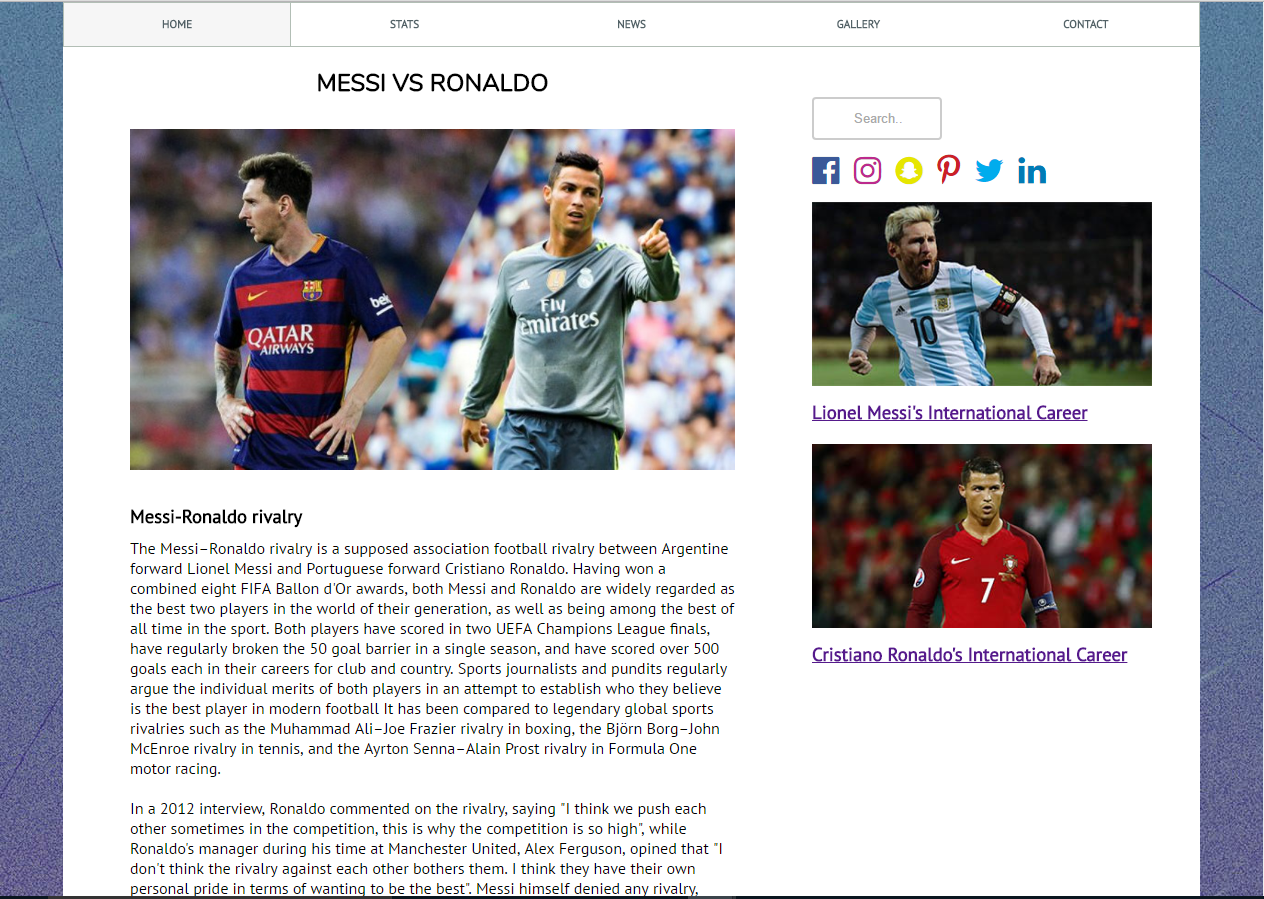 HOME STATS NEWS GALLERY CONTACT
MESSI VS RONALDO
QATAR
AIRWAYS
beko
Fly
Emirates
Messi-Ronaldo rivalry
The Messi–Ronaldo rivalry is a supposed association football rivalry between Argentine
forward Lionel Messi and Portuguese forward Cristiano Ronaldo. Having won a
combined eight FIFA Ballon d'Or awards, both Messi and Ronaldo are widely regarded as
the best two players in the world of their generation, as well as being among the best of
all time in the sport. Both players have scored in two UEFA Champions League finals,
have regularly broken the 50 goal barrier in a single season, and have scored over 500
goals each in their careers for club and country. Sports journalists and pundits regularly
argue the individual merits of both players in an attempt to establish who they believe
is the best player in modern football It has been compared to legendary global sports
rivalries such as the Muhammad Ali–Joe Frazier rivalry in boxing, the Björn Borg–John
McEnroe rivalry in tennis, and the Ayrton Senna–Alain Prost rivalry in Formula One
motor racing.
In a 2012 interview, Ronaldo commented on the rivalry, saying "I think we push each
other sometimes in the competition, this is why the competition is so high", while
Ronaldo's manager during his time at Manchester United, Alex Ferguson, opined that "I
don't think the rivalry against each other bothers them. I think they have their own
personal pride in terms of wanting to be the best". Messi himself denied any rivalry,
Search..
10
Lionel Messi's International Career
7
Cristiano Ronaldo's International Career